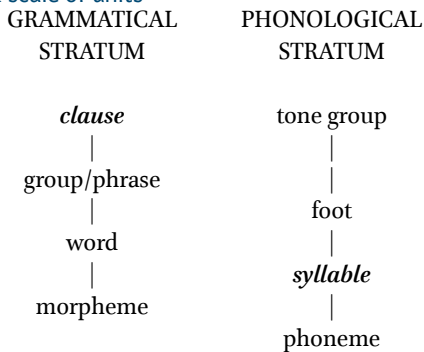 GRAMMATICAL PHONOLOGICAL
STRATUM STRATUM
clause tone group
group/phrase
foot
word
syllable
morpheme
phoneme